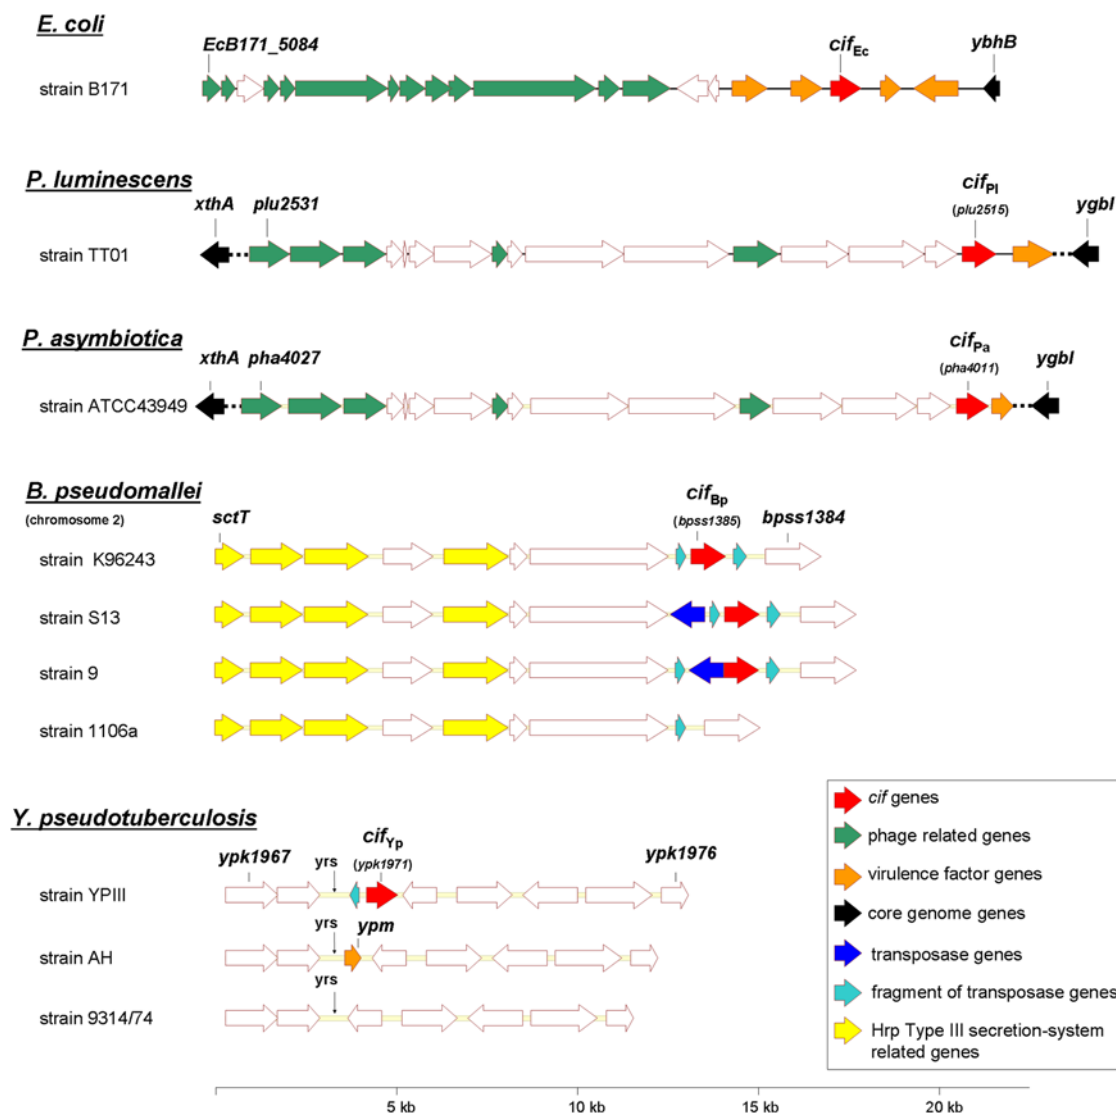 E. coli
EcB171_5084 cifEc ybhB
strain B171
P. luminescens
xthA plu2531 cifPl ygbI
(plu2515)
strain TT01
P. asymbiotica
xthA pha4027 cifPa ygbI
(pha4011)
strain ATCC43949
B. pseudomallei
(chromosome 2) sctT cifBp bpss1384
(bpss1385)
strain K96243
strain S13
strain 9
strain 1106a
Y. pseudotuberculosis
ypk1967 yrs cifYp ypk1976
(ypk1971)
strain YPIII
yrs ypm
strain AH
yrs
strain 9314/74
cif genes
phage related genes
virulence factor genes
core genome genes
transposase genes
fragment of transposase genes
Hrp Type III secretion-system
related genes
5 kb 10 kb 15 kb 20 kb